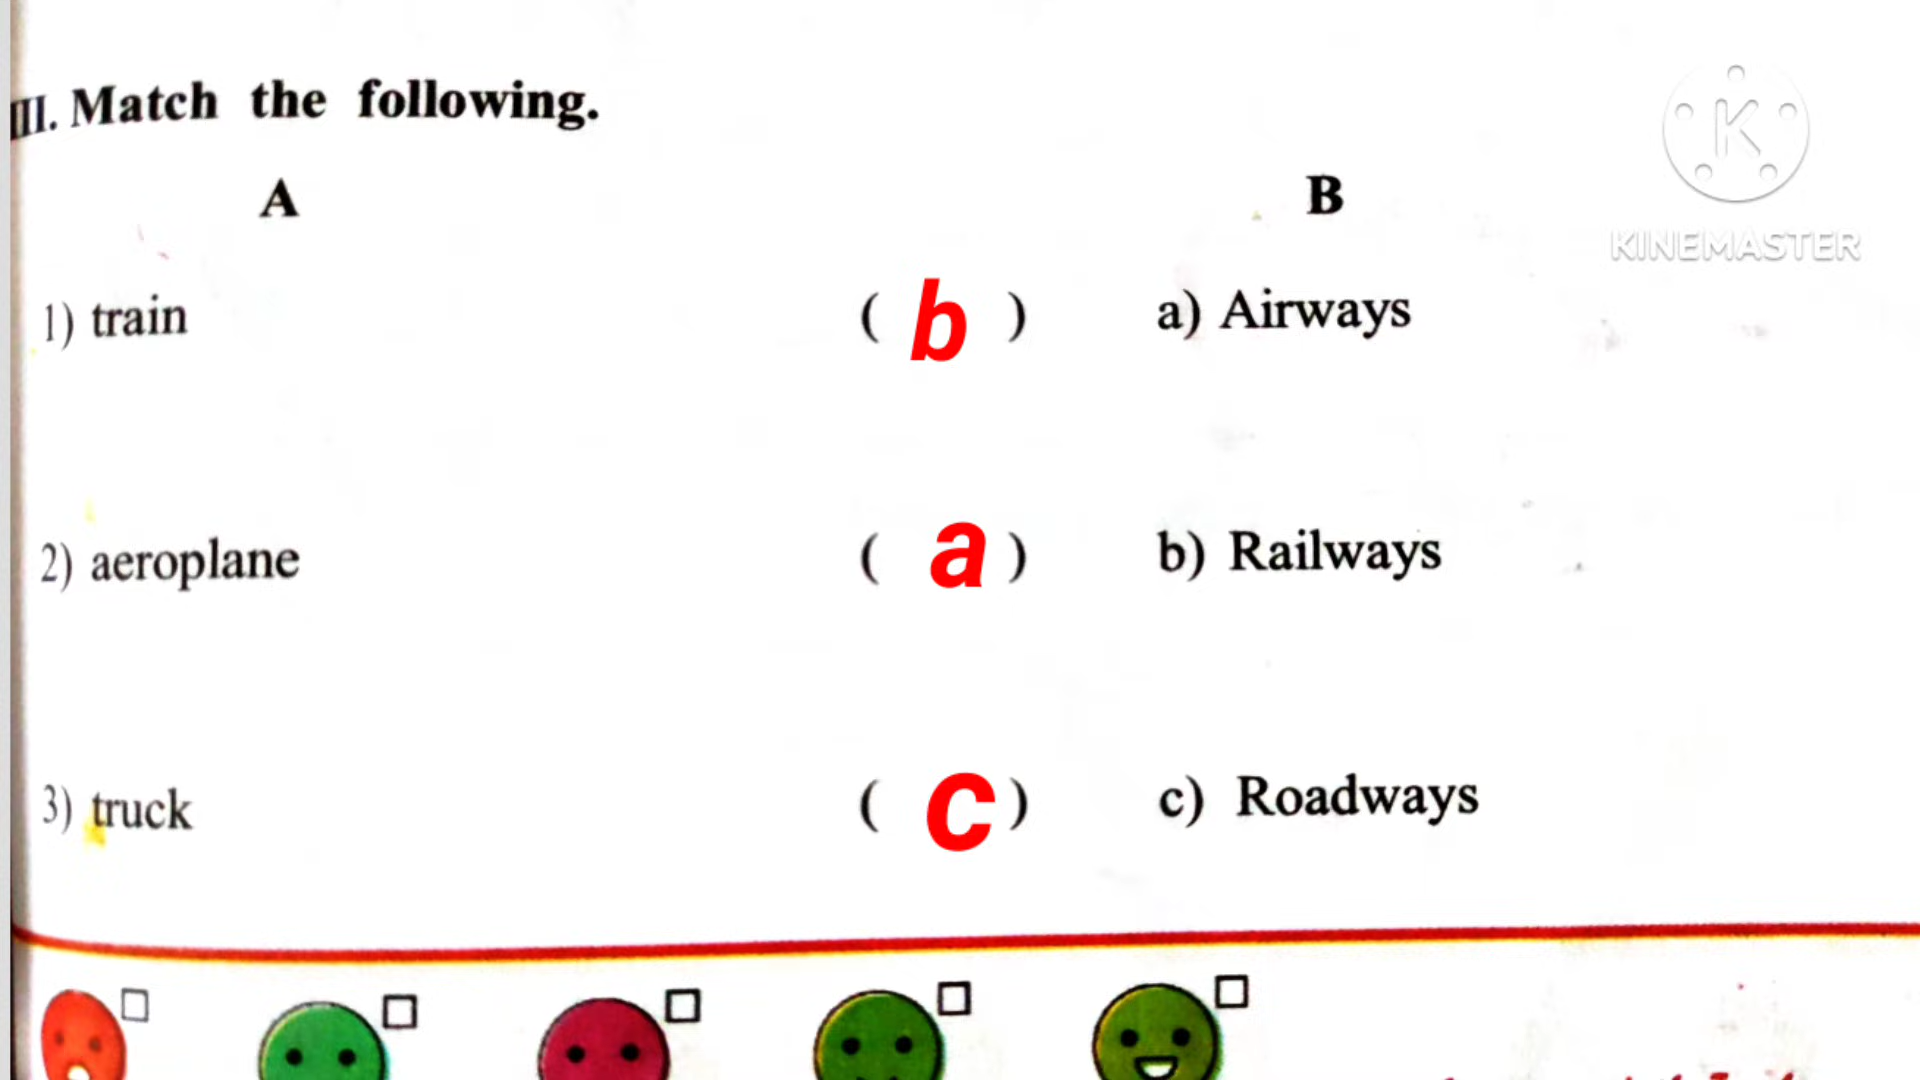 III. Match the following.
A B
1) train ( b ) a) Airways
2) aeroplane ( a ) b) Railways
3) truck ( c ) c) Roadways
K
KINEMASTER